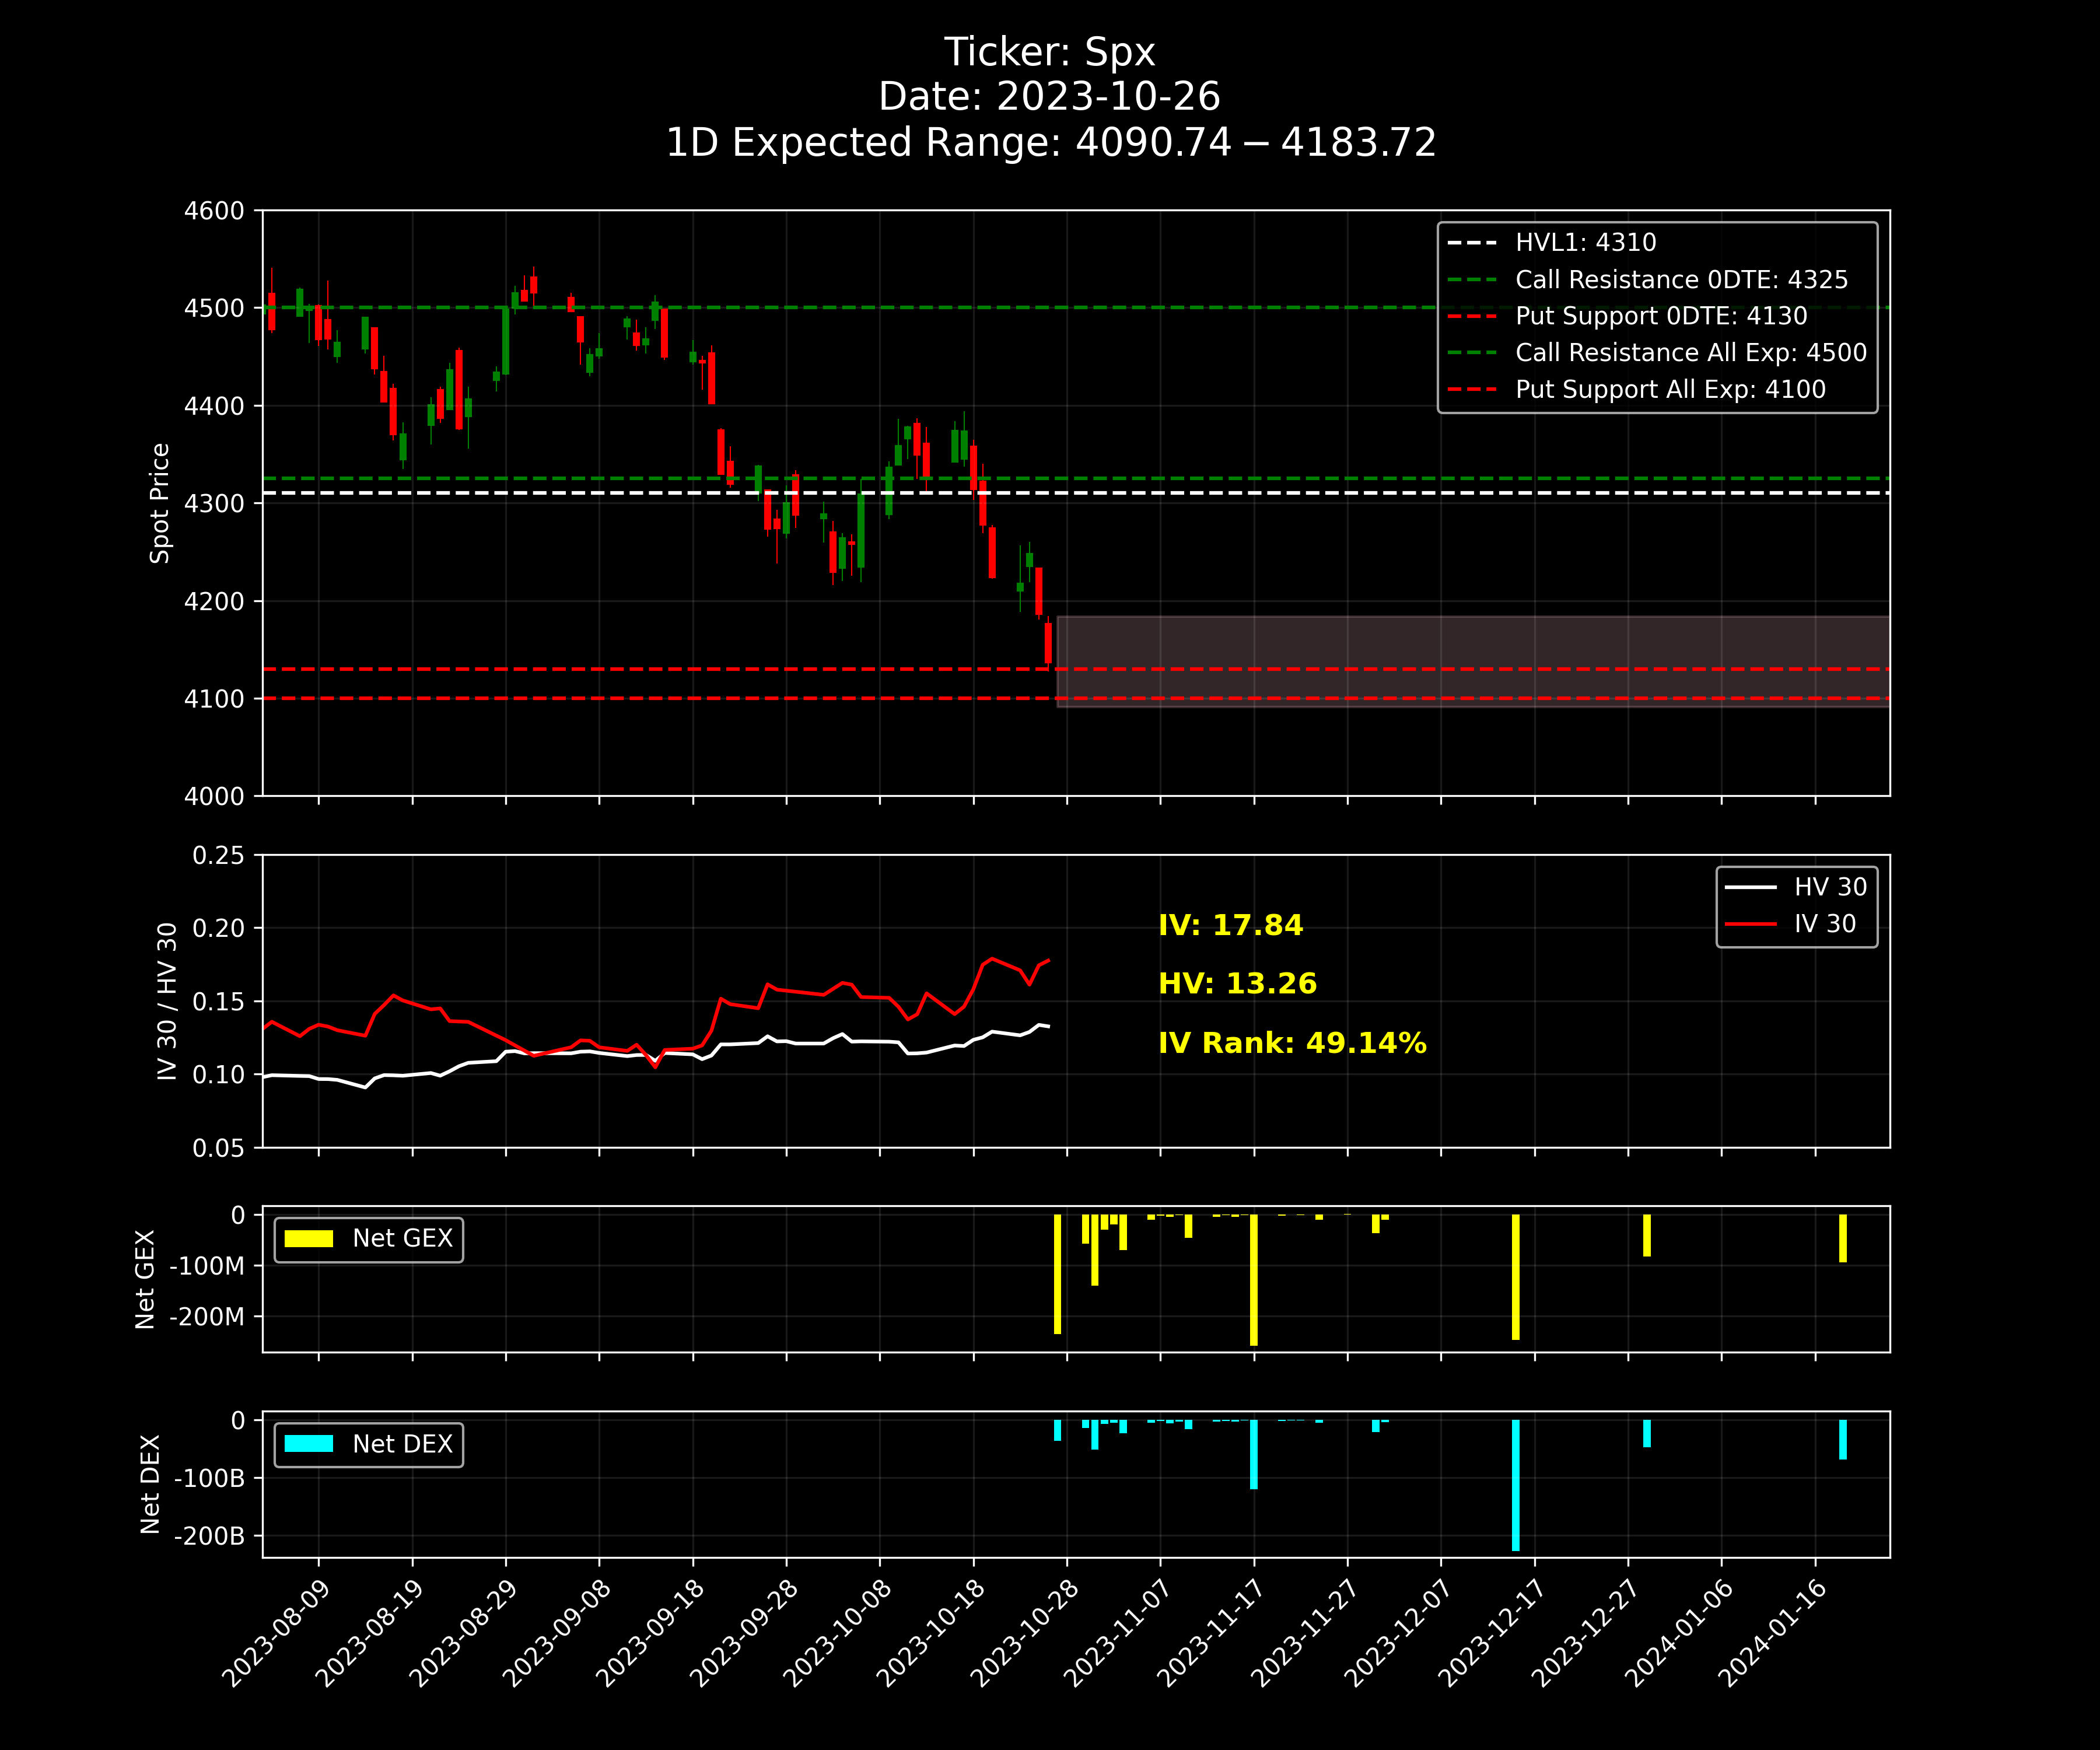 Ticker: Spx
Date: 2023-10-26
1D Expected Range: 4090.74 − 4183.72
Spot Price
4600
4500
4400
4300
4200
4100
4000
HVL1: 4310
Call Resistance 0DTE: 4325
Put Support 0DTE: 4130
Call Resistance All Exp: 4500
Put Support All Exp: 4100
IV 30 / HV 30
0.25
0.20
0.15
0.10
0.05
IV: 17.84
HV: 13.26
IV Rank: 49.14%
HV 30
IV 30
Net GEX
0
-100M
-200M
Net GEX
Net DEX
0
-100B
-200B
Net DEX
2023-08-09
2023-08-19
2023-08-29
2023-09-08
2023-09-18
2023-09-28
2023-10-08
2023-10-18
2023-10-28
2023-11-07
2023-11-17
2023-11-27
2023-12-07
2023-12-17
2023-12-27
2024-01-06
2024-01-16